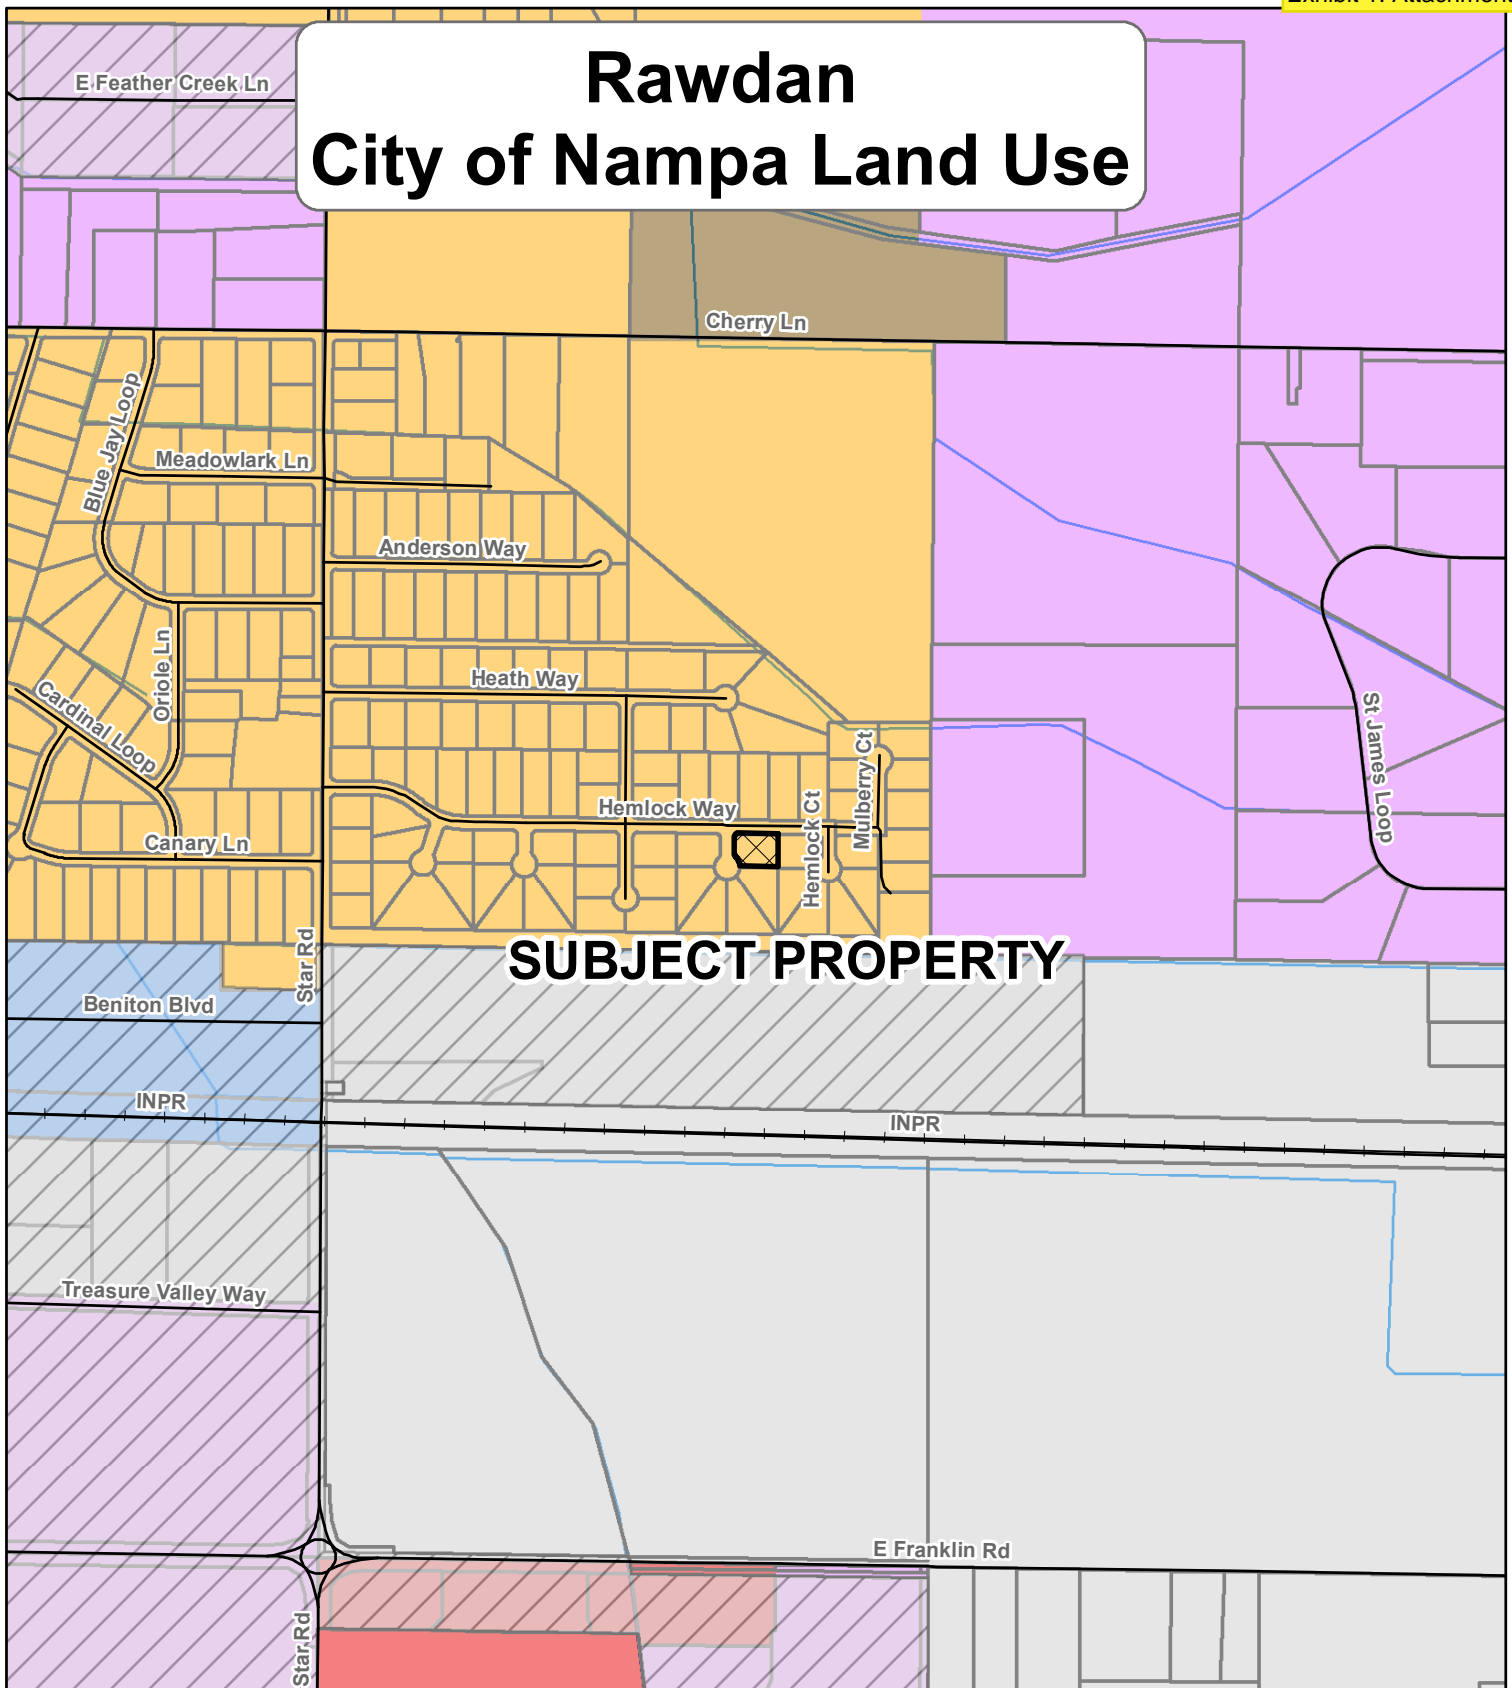 Rawdan
City of Nampa Land Use
E Feather Creek Ln
Cherry Ln
Blue Jay Loop
Meadowlark Ln
Anderson Way
Oriole Ln
Heath Way
Cardinal Loop
St James Loop
Mulberry Ct
Hemlock Way
Hemlock Ct
Canary Ln
SUBJECT PROPERTY
Star Rd
Beniton Blvd
INPR
INPR
Treasure Valley Way
E Franklin Rd
Star Rd